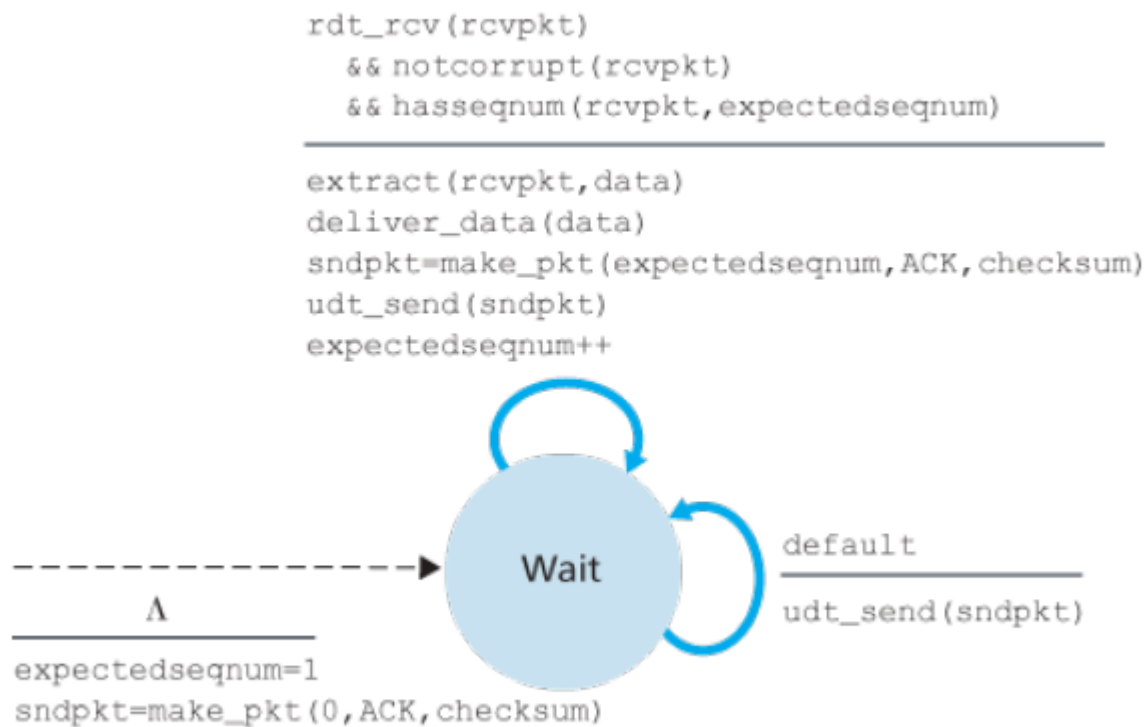 rdt_rcv(rcvpkt)
&& notcorrupt(rcvpkt)
&& hasseqnum(rcvpkt,expectedseqnum)
extract(rcvpkt,data)
deliver_data(data)
sndpkt=make_pkt(expectedseqnum,ACK,checksum)
udt_send(sndpkt)
expectedseqnum++
Wait
default
udt_send(sndpkt)
Λ
expectedseqnum=1
sndpkt=make_pkt(0,ACK,checksum)